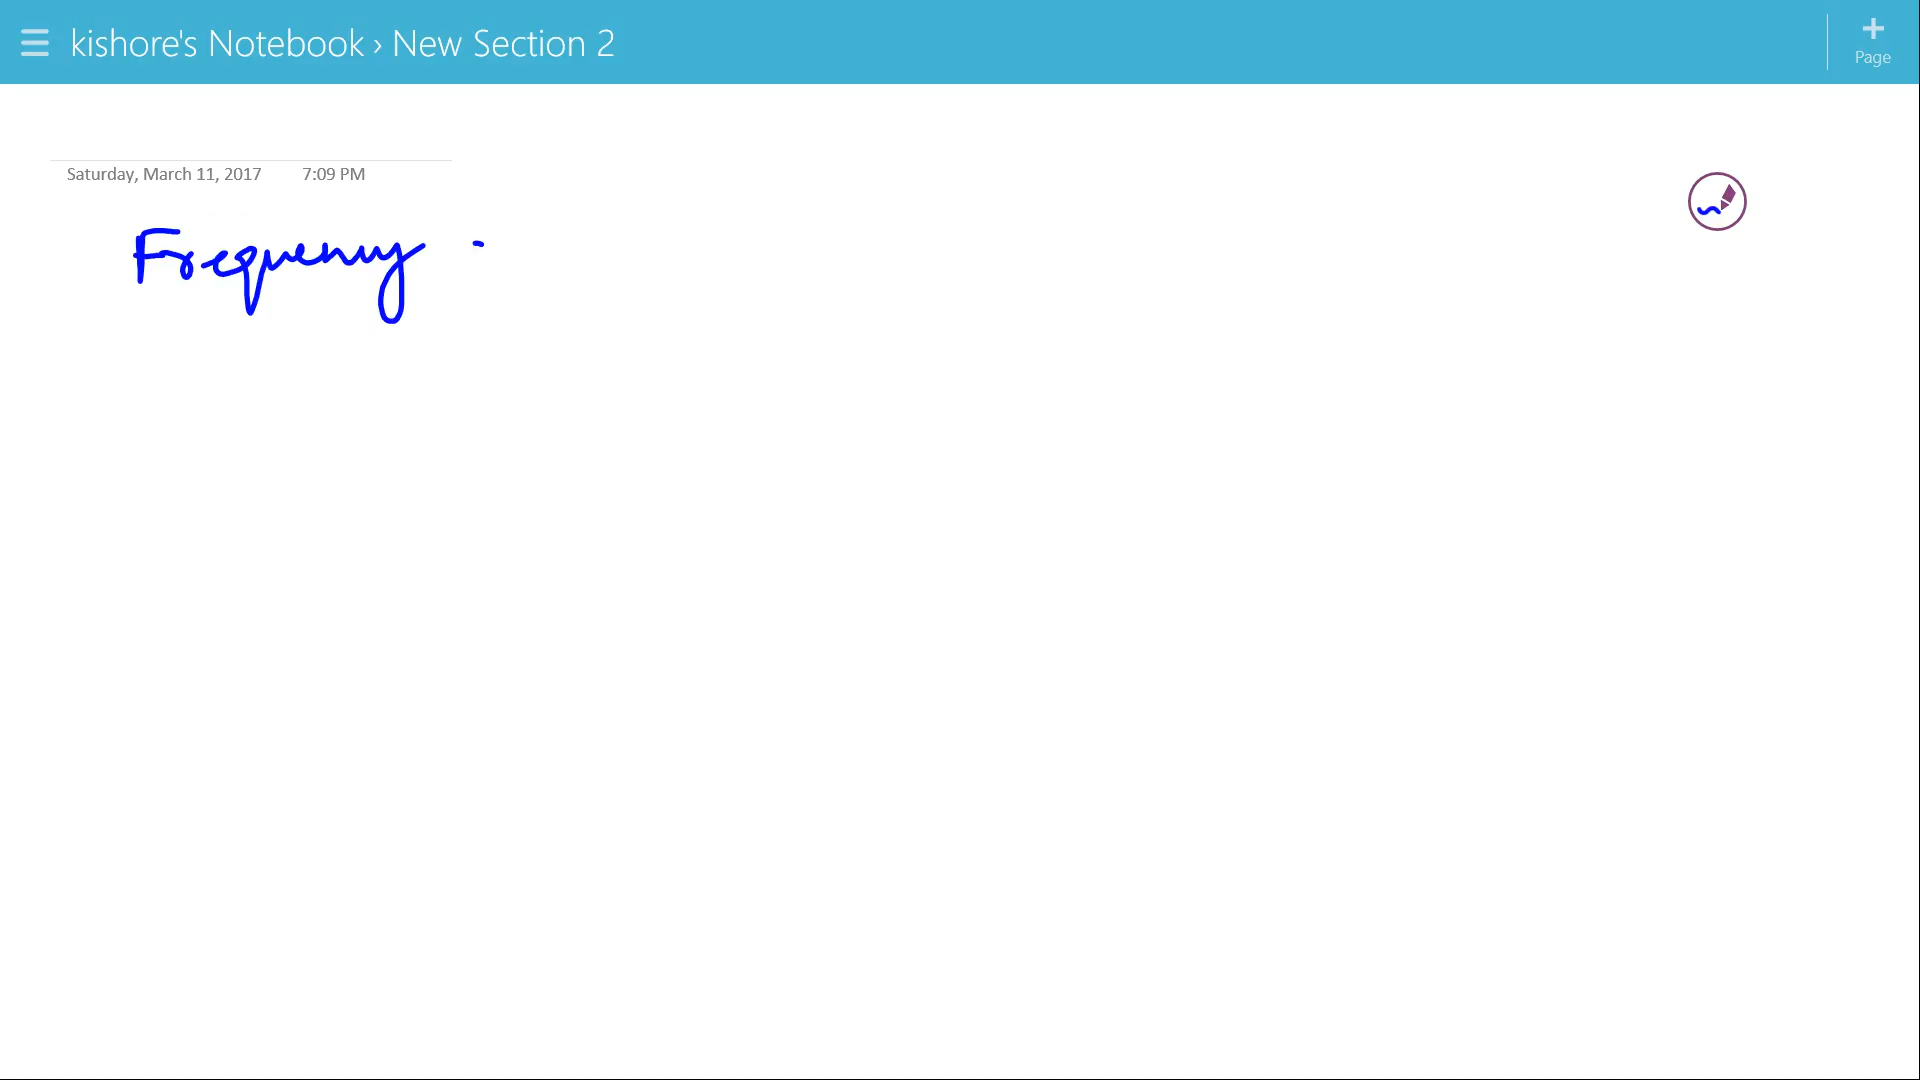 kishore's Notebook › New Section 2
Page
Saturday, March 11, 2017 7:09 PM
Frequency -